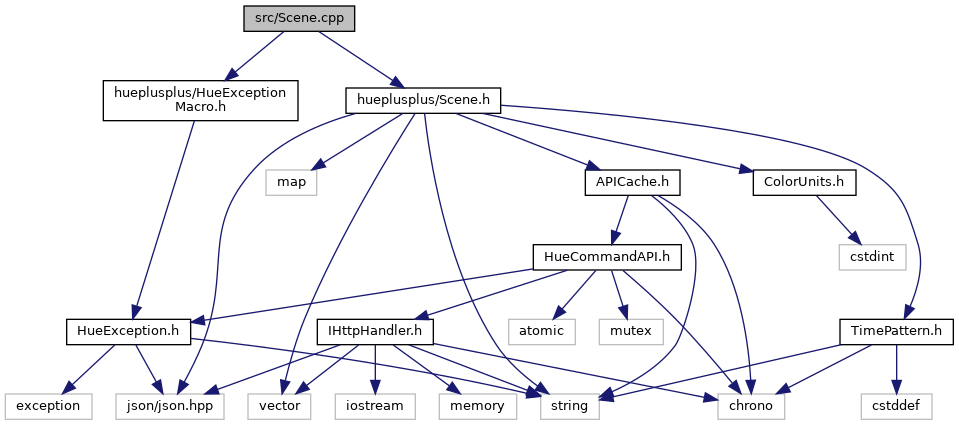 src/Scene.cpp
hueplusplus/HueException
Macro.h
hueplusplus/Scene.h
map
APICache.h
ColorUnits.h
HueCommandAPI.h
cstdint
HueException.h
IHttpHandler.h
atomic
mutex
TimePattern.h
exception
json/json.hpp
vector
iostream
memory
string
chrono
cstddef